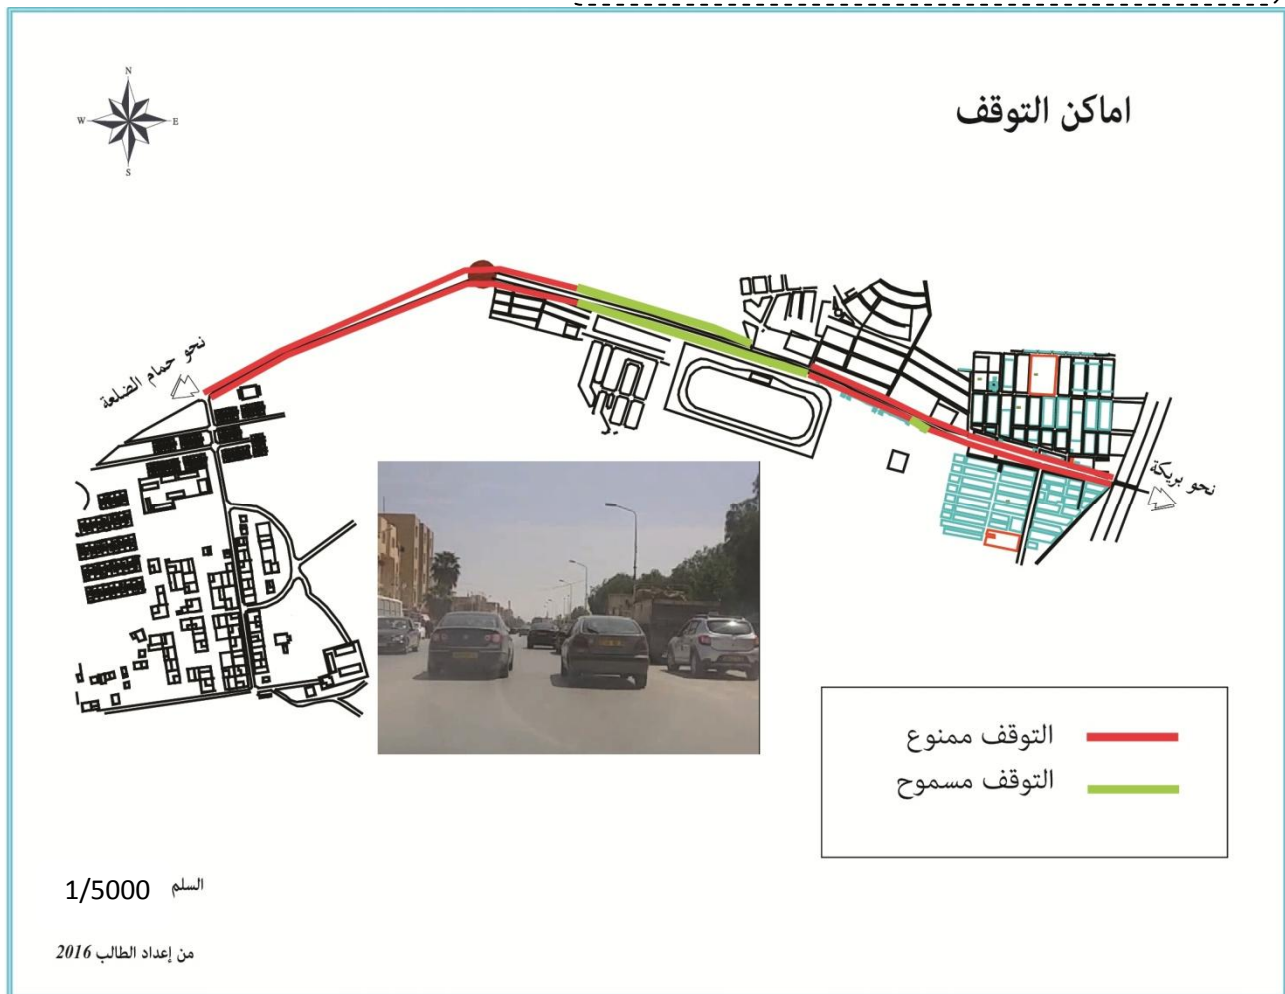 اماكن التوقف
N
W
E
S
نحو حمام الضلعة
نحو بريكة
التوقف ممنوع
التوقف مسموح
السلم 1/5000
من إعداد الطالب 2016